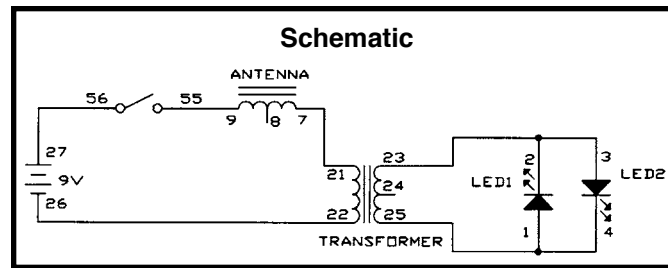 Schematic
ANTENNA
56 55 9 8 7
27
9V
26
21 23
24
22 25
TRANSFORMER
2 3
LED1 LED2
1 4